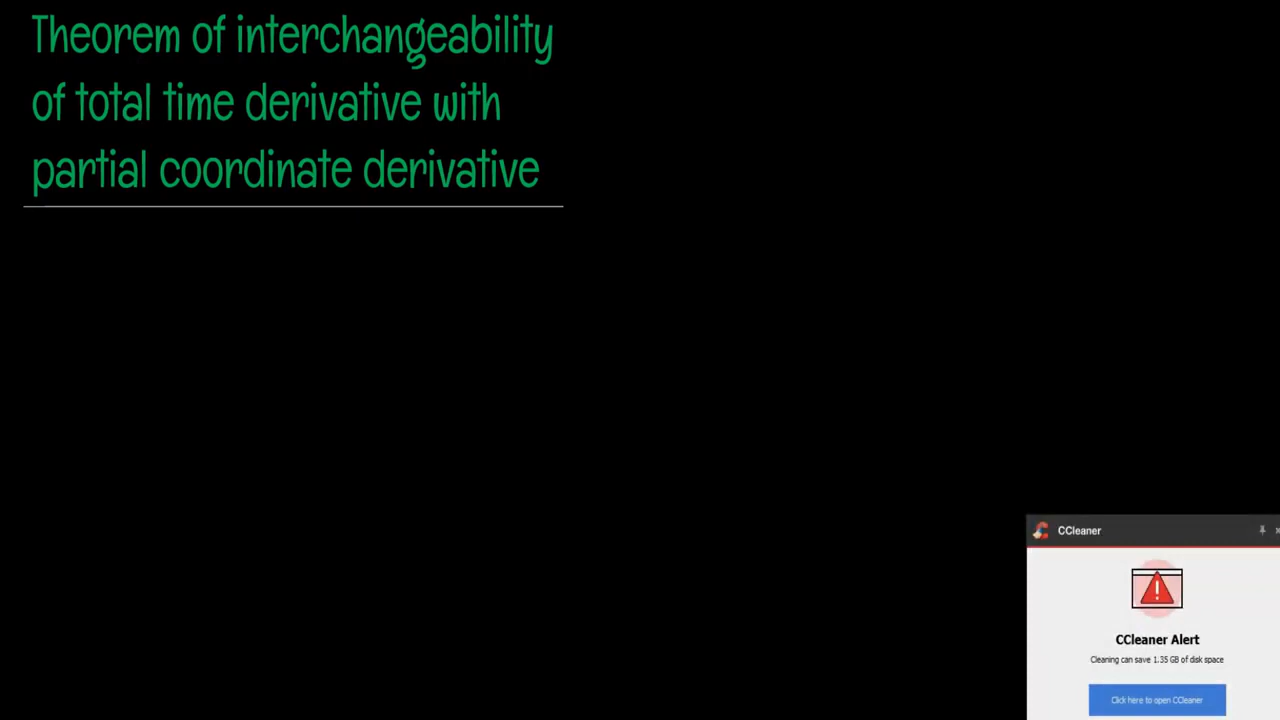 Theorem of interchangeability
of total time derivative with
partial coordinate derivative
CCleaner
CCleaner Alert
Cleaning can save 1.35 GB of disk space
Click here to open CCleaner